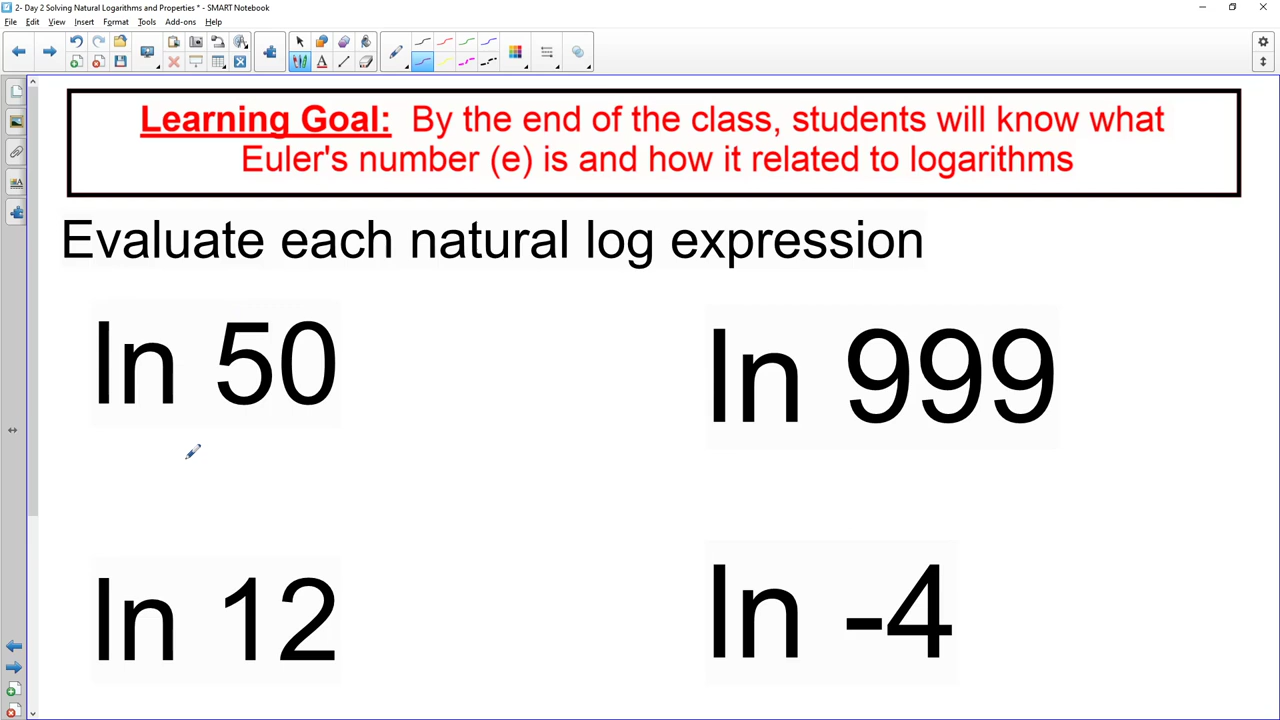 2- Day 2 Solving Natural Logarithms and Properties * - SMART Notebook
File Edit View Insert Format Tools Add-ons Help
Learning Goal: By the end of the class, students will know what
Euler's number (e) is and how it related to logarithms
Evaluate each natural log expression
ln 50
ln 999
ln 12
ln -4